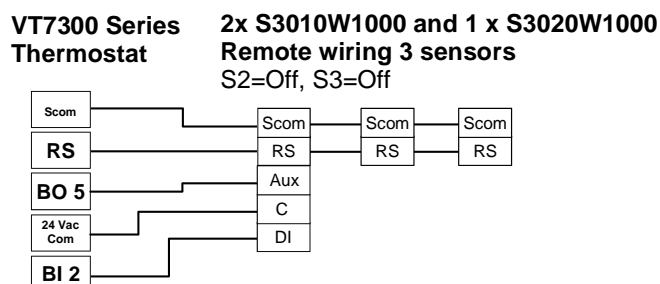 VT7300 Series
Thermostat
2x S3010W1000 and 1 x S3020W1000
Remote wiring 3 sensors
S2=Off, S3=Off
Scom
RS
BO 5
24 Vac
Com
BI 2
Scom
RS
Aux
C
DI
Scom
RS
Scom
RS